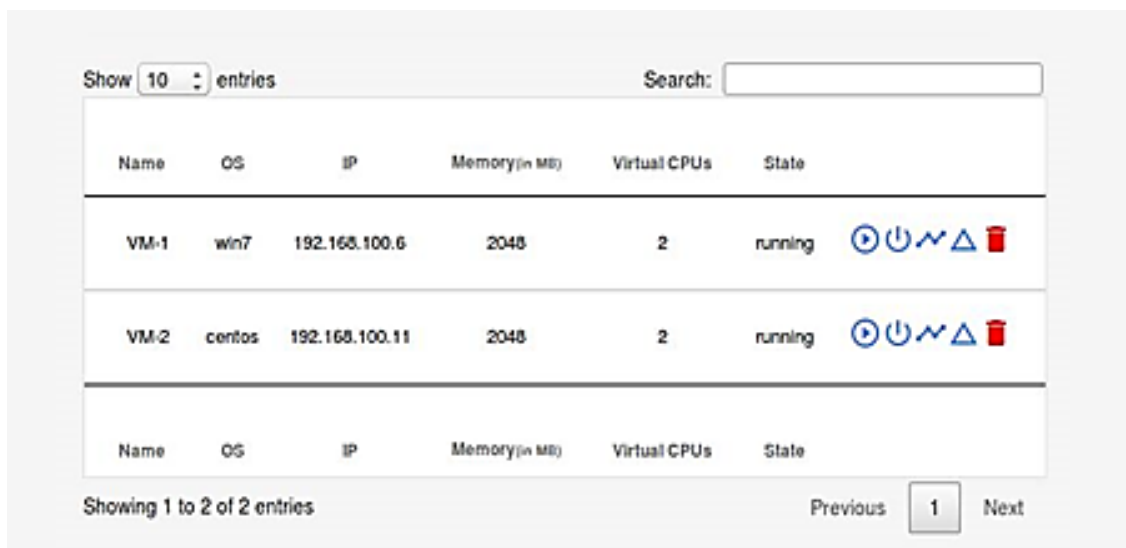 Show 10 entries Search:
Name OS IP Memory(in MB) Virtual CPUs State
VM-1 win7 192.168.100.6 2048 2 running
VM-2 centos 192.168.100.11 2048 2 running
Name OS IP Memory(in MB) Virtual CPUs State
Showing 1 to 2 of 2 entries Previous 1 Next